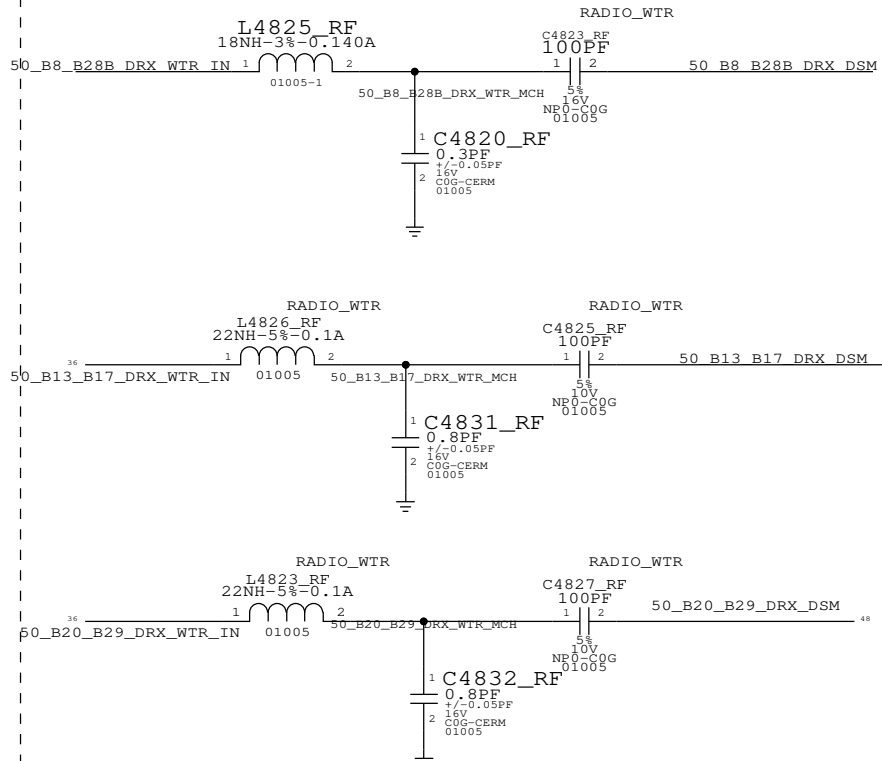 RADIO_WTR
L4825_RF
18NH-3%-0.140A
C4823_RF
100PF
50_B8_B28B_DRX_WTR_IN
1
2
1
2
50_B8_B28B_DRX_DSM
01005-1
50_B8_B28B_DRX_WTR_MCH
5%
16V
NP0-C0G
01005
1
C4820_RF
0.3PF
+/-0.05PF
16V
2
C0G-CERM
01005
RADIO_WTR
RADIO_WTR
L4826_RF
22NH-5%-0.1A
C4825_RF
100PF
36
1
2
1
2
50_B13_B17_DRX_DSM
50_B13_B17_DRX_WTR_IN
01005
50_B13_B17_DRX_WTR_MCH
5%
10V
NP0-C0G
01005
1
C4831_RF
0.8PF
+/-0.05PF
16V
2
C0G-CERM
01005
RADIO_WTR
RADIO_WTR
L4823_RF
22NH-5%-0.1A
C4827_RF
100PF
36
1
2
1
2
50_B20_B29_DRX_DSM
48
50_B20_B29_DRX_WTR_IN
01005
50_B20_B29_DRX_WTR_MCH
5%
10V
NP0-C0G
01005
1
C4832_RF
0.8PF
+/-0.05PF
16V
2
C0G-CERM
01005